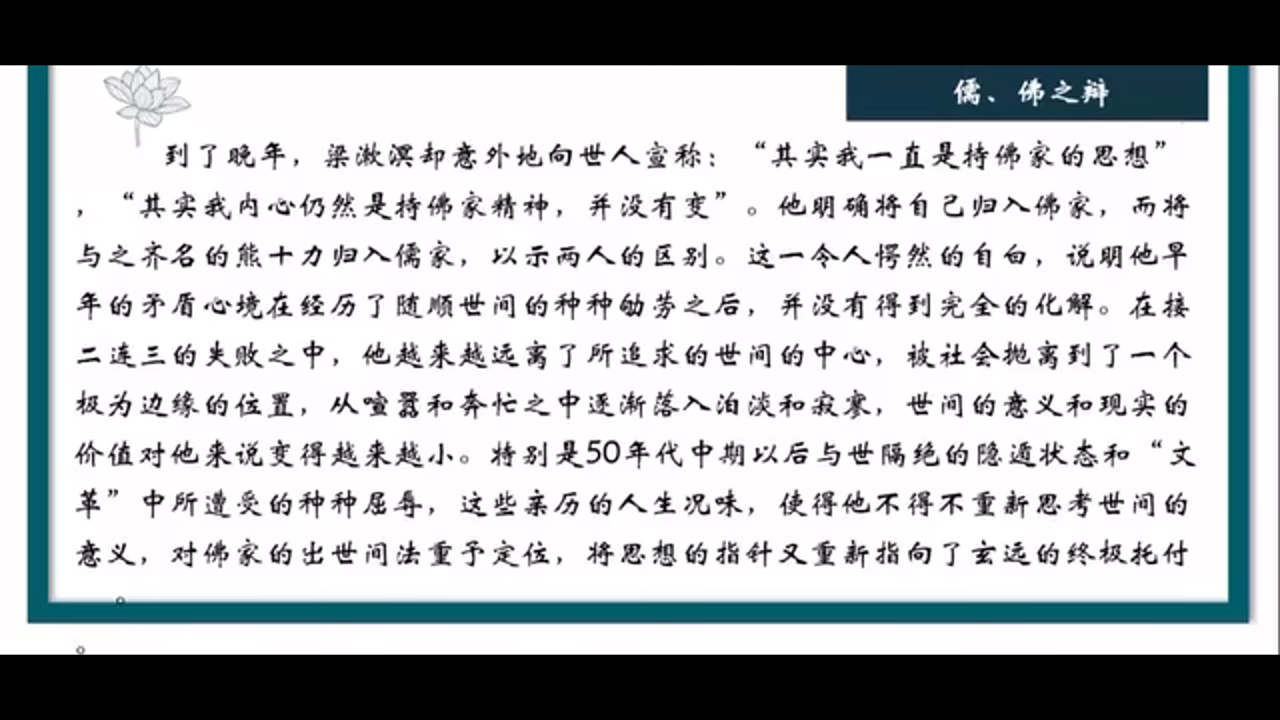 儒、佛之辩
到了晚年，梁漱溟却意外地向世人宣称：“其实我一直是持佛家的思想”
，“其实我内心仍然是持佛家精神，并没有变”。他明确将自己归入佛家，而将
与之齐名的熊十力归入儒家，以示两人的区别。这一令人愕然的自白，说明他早
年的矛盾心境在经历了随顺世间的种种劬劳之后，并没有得到完全的化解。在接
二连三的失败之中，他越来越远离了所追求的世间的中心，被社会抛离到了一个
极为边缘的位置，从喧嚣和奔忙之中逐渐落入泊淡和寂寥，世间的意义和现实的
价值对他来说变得越来越小。特别是50年代中期以后与世隔绝的隐遁状态和“文
革”中所遭受的种种屈辱，这些亲历的人生况味，使得他不得不重新思考世间的
意义，对佛家的出世间法重予定位，将思想的指针又重新指向了玄远的终极托付
。
。